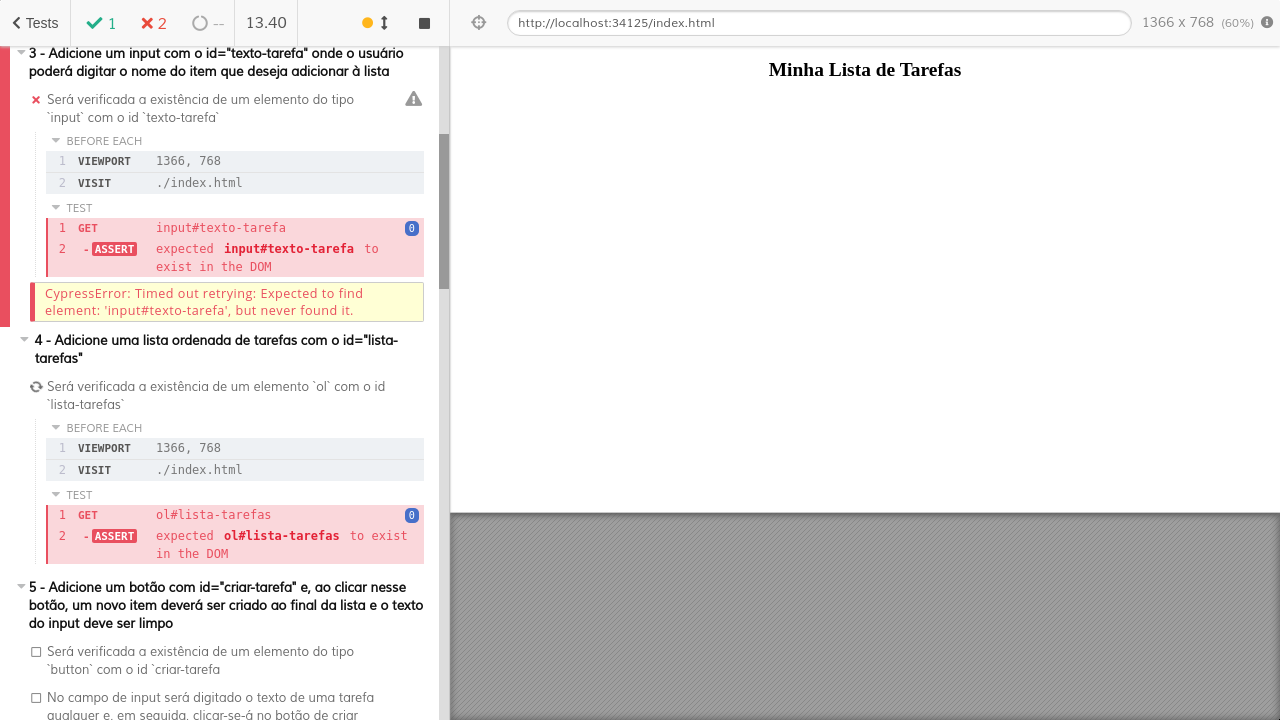 Tests
1
2
--
13.40
http://localhost:34125/index.html
1366 x 768 (60%)
3 - Adicione um input com o id="texto-tarefa" onde o usuário
poderá digitar o nome do item que deseja adicionar à lista
Será verificada a existência de um elemento do tipo
`input` com o id `texto-tarefa`
BEFORE EACH
1 VIEWPORT 1366, 768
2 VISIT ./index.html
TEST
1 GET input#texto-tarefa 0
2 - ASSERT expected input#texto-tarefa to
exist in the DOM
CypressError: Timed out retrying: Expected to find
element: 'input#texto-tarefa', but never found it.
4 - Adicione uma lista ordenada de tarefas com o id="lista-
tarefas"
Será verificada a existência de um elemento `ol` com o id
`lista-tarefas`
BEFORE EACH
1 VIEWPORT 1366, 768
2 VISIT ./index.html
TEST
1 GET ol#lista-tarefas 0
2 - ASSERT expected ol#lista-tarefas to exist
in the DOM
5 - Adicione um botão com id="criar-tarefa" e, ao clicar nesse
botão, um novo item deverá ser criado ao final da lista e o texto
do input deve ser limpo
Será verificada a existência de um elemento do tipo
`button` com o id `criar-tarefa
No campo de input será digitado o texto de uma tarefa
qualquer e, em seguida, clicar-se-á no botão de criar
Minha Lista de Tarefas